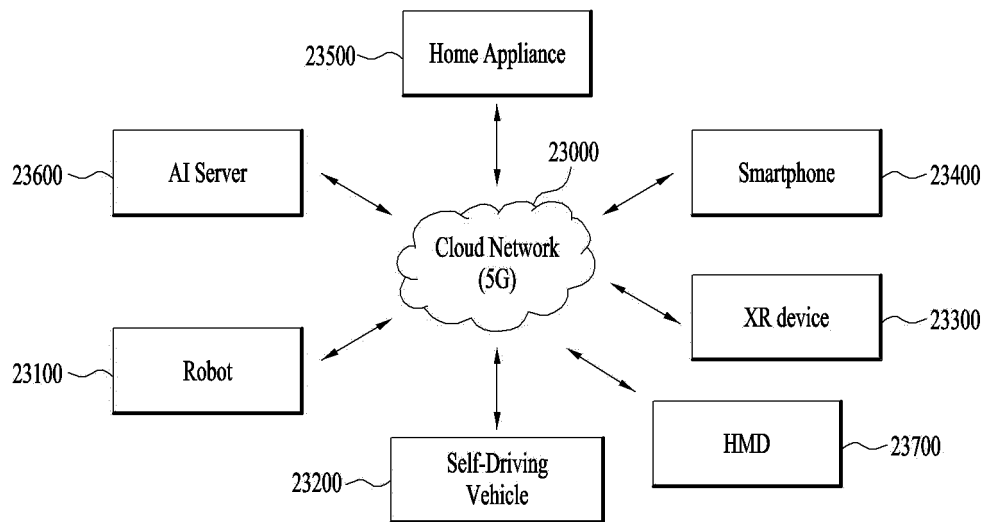 23500
Home Appliance
23600
AI Server
23000
Smartphone
23400
Cloud Network
(5G)
XR device
23300
23100
Robot
HMD
23700
23200
Self-Driving
Vehicle